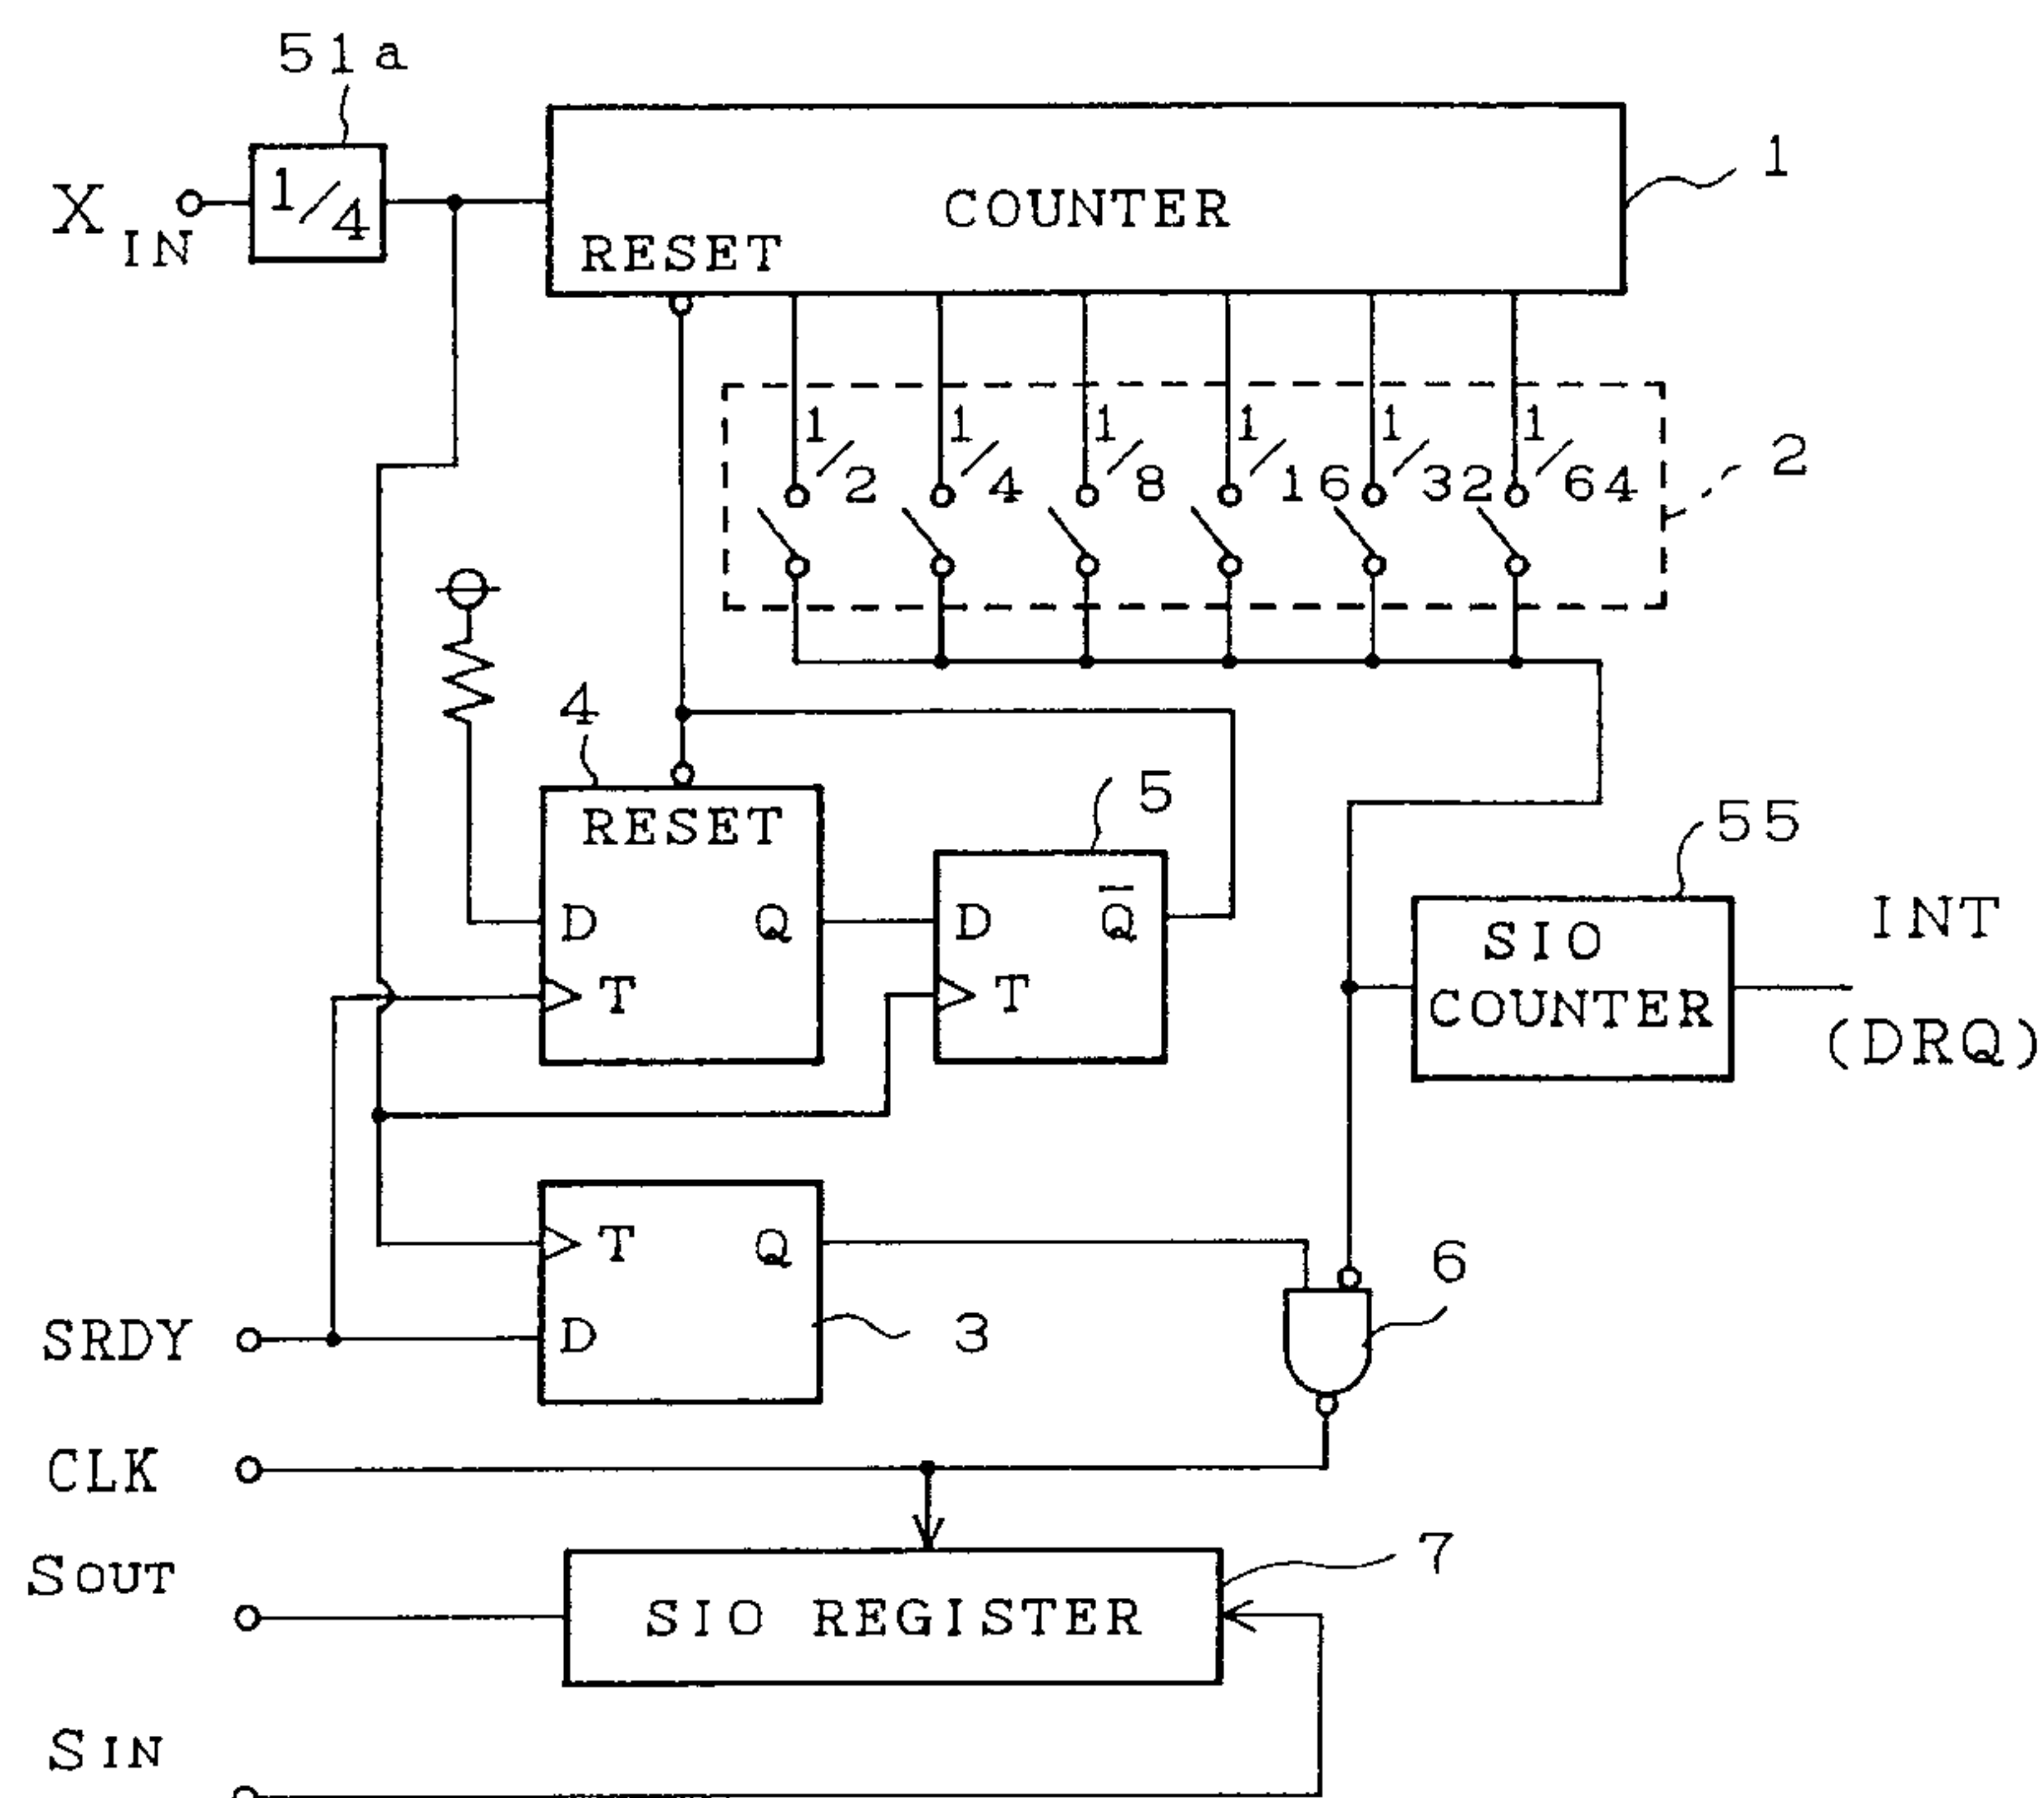 51a
1/4
XIN
COUNTER
RESET
1
1/2
1/4
1/8
1/16
1/32
1/64
2
4
RESET
D
Q
T
5
D
Q̅
T
55
SIO
COUNTER
INT
(DRQ)
T
Q
D
3
6
SRDY
CLK
SOUT
SIO REGISTER
7
SIN